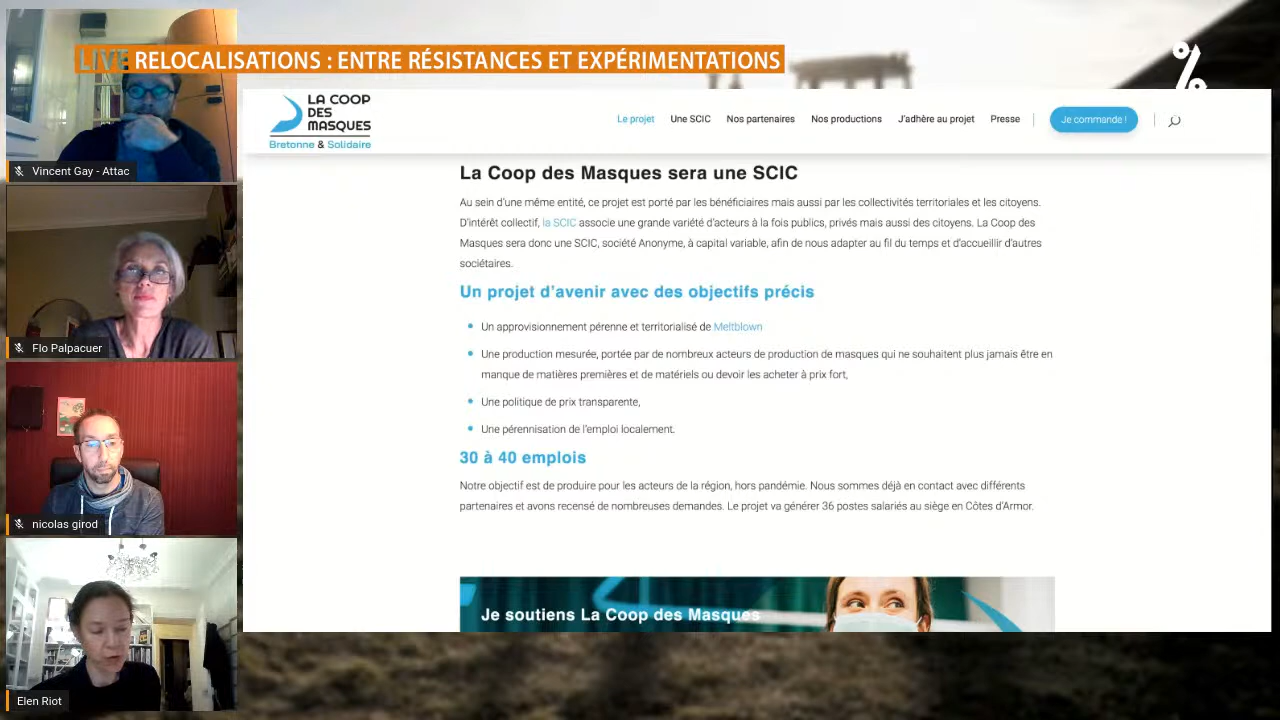 LIVE RELOCALISATIONS : ENTRE RÉSISTANCES ET EXPÉRIMENTATIONS
%
LA COOP
DES
MASQUES
Bretonne & Solidaire
Le projet Une SCIC Nos partenaires Nos productions J'adhère au projet Presse Je commande !
La Coop des Masques sera une SCIC
Au sein d'une même entité, ce projet est porté par les bénéficiaires mais aussi par les collectivités territoriales et les citoyens.
D'intérêt collectif, la SCIC associe une grande variété d'acteurs à la fois publics, privés mais aussi des citoyens. La Coop des
Masques sera donc une SCIC, société Anonyme, à capital variable, afin de nous adapter au fil du temps et d'accueillir d'autres
sociétaires.
Un projet d'avenir avec des objectifs précis
Un approvisionnement pérenne et territorialisé de Meltblown
Une production mesurée, portée par de nombreux acteurs de production de masques qui ne souhaitent plus jamais être en
manque de matières premières et de matériels ou devoir les acheter à prix fort,
Une politique de prix transparente,
Une pérennisation de l'emploi localement.
30 à 40 emplois
Notre objectif est de produire pour les acteurs de la région, hors pandémie. Nous sommes déjà en contact avec différents
partenaires et avons recensé de nombreuses demandes. Le projet va générer 36 postes salariés au siège en Côtes d'Armor.
Je soutiens La Coop des Masques
Vincent Gay - Attac
Flo Palpacuer
nicolas girod
Elen Riot